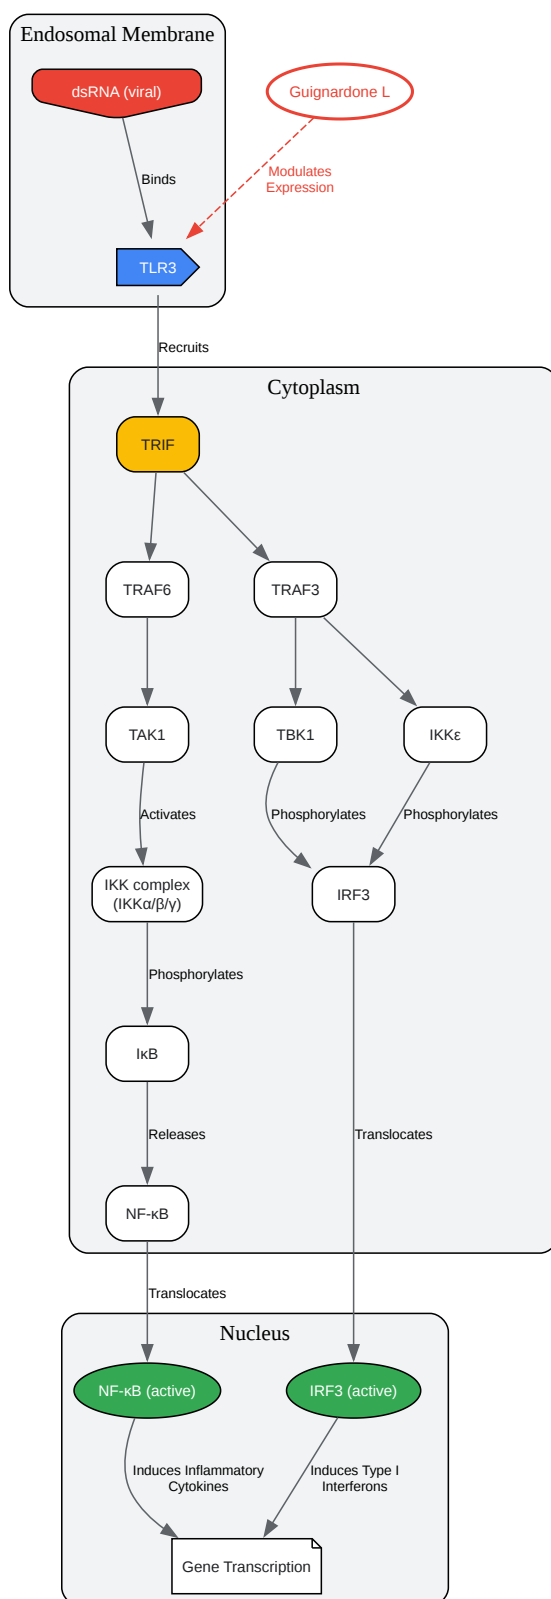 Endosomal Membrane
dsRNA (viral)
Guignardone L
Binds
Modulates
Expression
TLR3
Recruits
Cytoplasm
TRIF
TRAF6
TRAF3
TAK1
TBK1
IKKε
Activates
Phosphorylates
Phosphorylates
IKK complex
(IKKα/β/γ)
IRF3
Phosphorylates
IκB
Releases
Translocates
NF-κB
Translocates
Nucleus
NF-κB (active)
IRF3 (active)
Induces Inflammatory
Cytokines
Induces Type I
Interferons
Gene Transcription